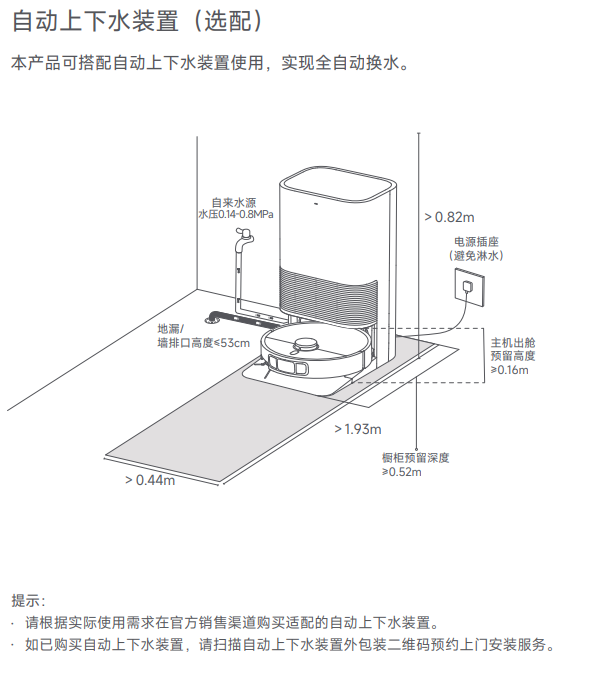 自动上下水装置（选配）
本产品可搭配自动上下水装置使用，实现全自动换水。
自来水源
水压0.14-0.8MPa
> 0.82m
电源插座
（避免淋水）
地漏/
墙排口高度≤53cm
主机出舱
预留高度
≥0.16m
> 1.93m
橱柜预留深度
≥0.52m
> 0.44m
提示：
· 请根据实际使用需求在官方销售渠道购买适配的自动上下水装置。
· 如已购买自动上下水装置，请扫描自动上下水装置外包装二维码预约上门安装服务。